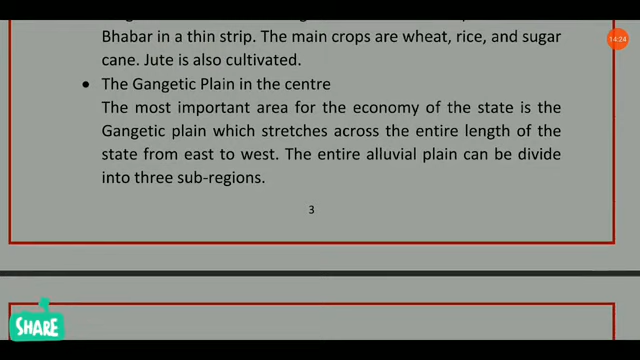 Bhabar in a thin strip. The main crops are wheat, rice, and sugar
14:24
cane. Jute is also cultivated.
• The Gangetic Plain in the centre
The most important area for the economy of the state is the
Gangetic plain which stretches across the entire length of the
state from east to west. The entire alluvial plain can be divide
into three sub-regions.
3
SHARE